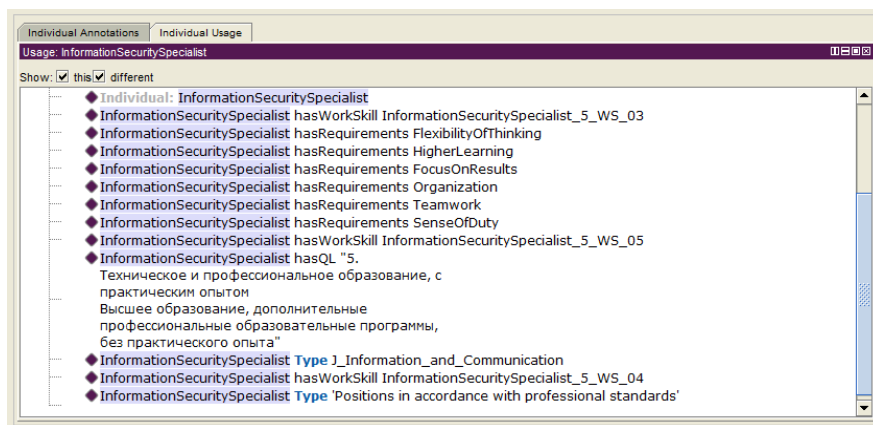 Individual Annotations Individual Usage
Usage: InformationSecuritySpecialist
Show: this different
Individual: InformationSecuritySpecialist
InformationSecuritySpecialist hasWorkSkill InformationSecuritySpecialist_5_WS_03
InformationSecuritySpecialist hasRequirements FlexibilityOfThinking
InformationSecuritySpecialist hasRequirements HigherLearning
InformationSecuritySpecialist hasRequirements FocusOnResults
InformationSecuritySpecialist hasRequirements Organization
InformationSecuritySpecialist hasRequirements Teamwork
InformationSecuritySpecialist hasRequirements SenseOfDuty
InformationSecuritySpecialist hasWorkSkill InformationSecuritySpecialist_5_WS_05
InformationSecuritySpecialist hasQL "5.
Техническое и профессиональное образование, с
практическим опытом
Высшее образование, дополнительные
профессиональные образовательные программы,
без практического опыта"
InformationSecuritySpecialist Type J_Information_and_Communication
InformationSecuritySpecialist hasWorkSkill InformationSecuritySpecialist_5_WS_04
InformationSecuritySpecialist Type 'Positions in accordance with professional standards'